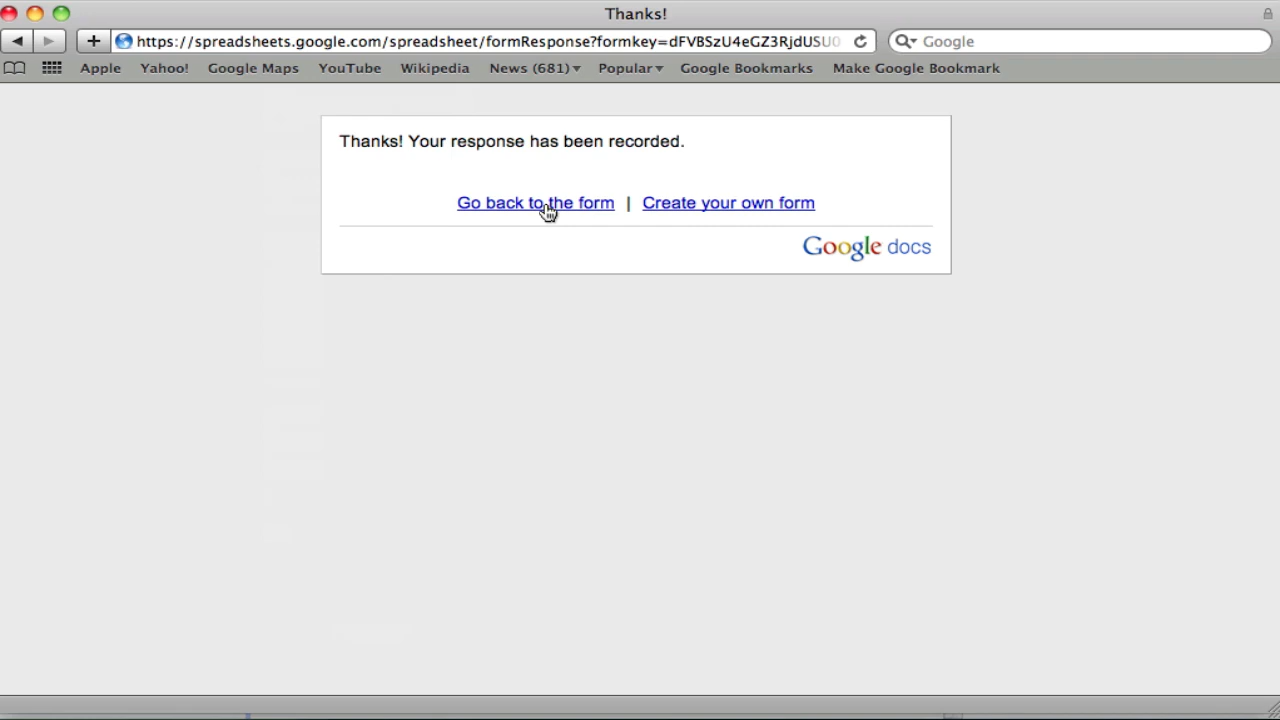 Thanks!
https://spreadsheets.google.com/spreadsheet/formResponse?formkey=dFVBSzU4eGZ3RjdUSU0
Google
Apple Yahoo! Google Maps YouTube Wikipedia News (681)▾ Popular▾ Google Bookmarks Make Google Bookmark
Thanks! Your response has been recorded.
Go back to the form | Create your own form
Google docs